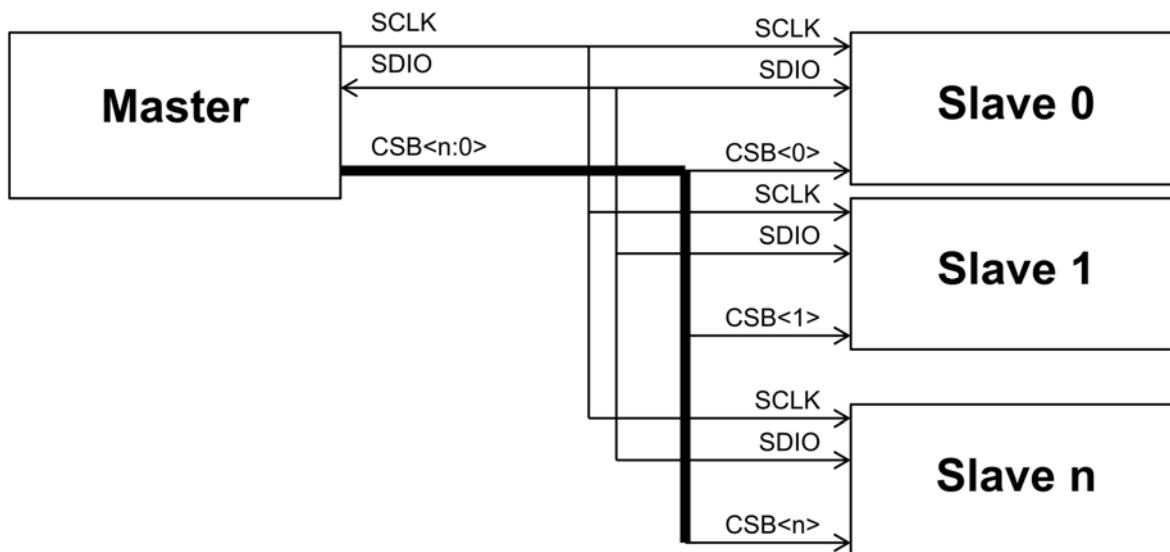 SCLK
SCLK
SDIO
SDIO
Master
Slave 0
CSB<n:0>
CSB<0>
SCLK
SDIO
Slave 1
CSB<1>
SCLK
SDIO
Slave n
CSB<n>